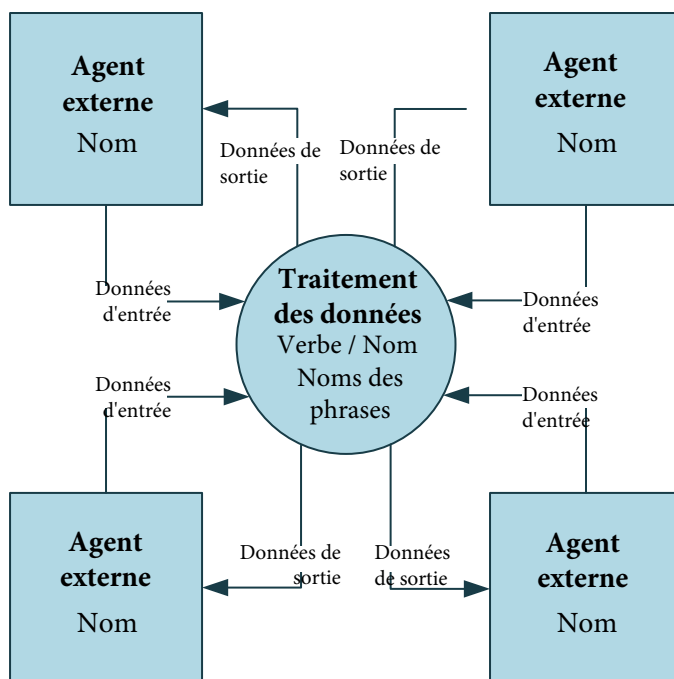 Agent
externe
Nom
Agent
externe
Nom
Données de
sortie
Données de
sortie
Données
d'entrée
Données
d'entrée
Traitement
des données
Verbe / Nom
Noms des
phrases
Données
d'entrée
Données
d'entrée
Données de
sortie
Données
de sortie
Agent
externe
Nom
Agent
externe
Nom